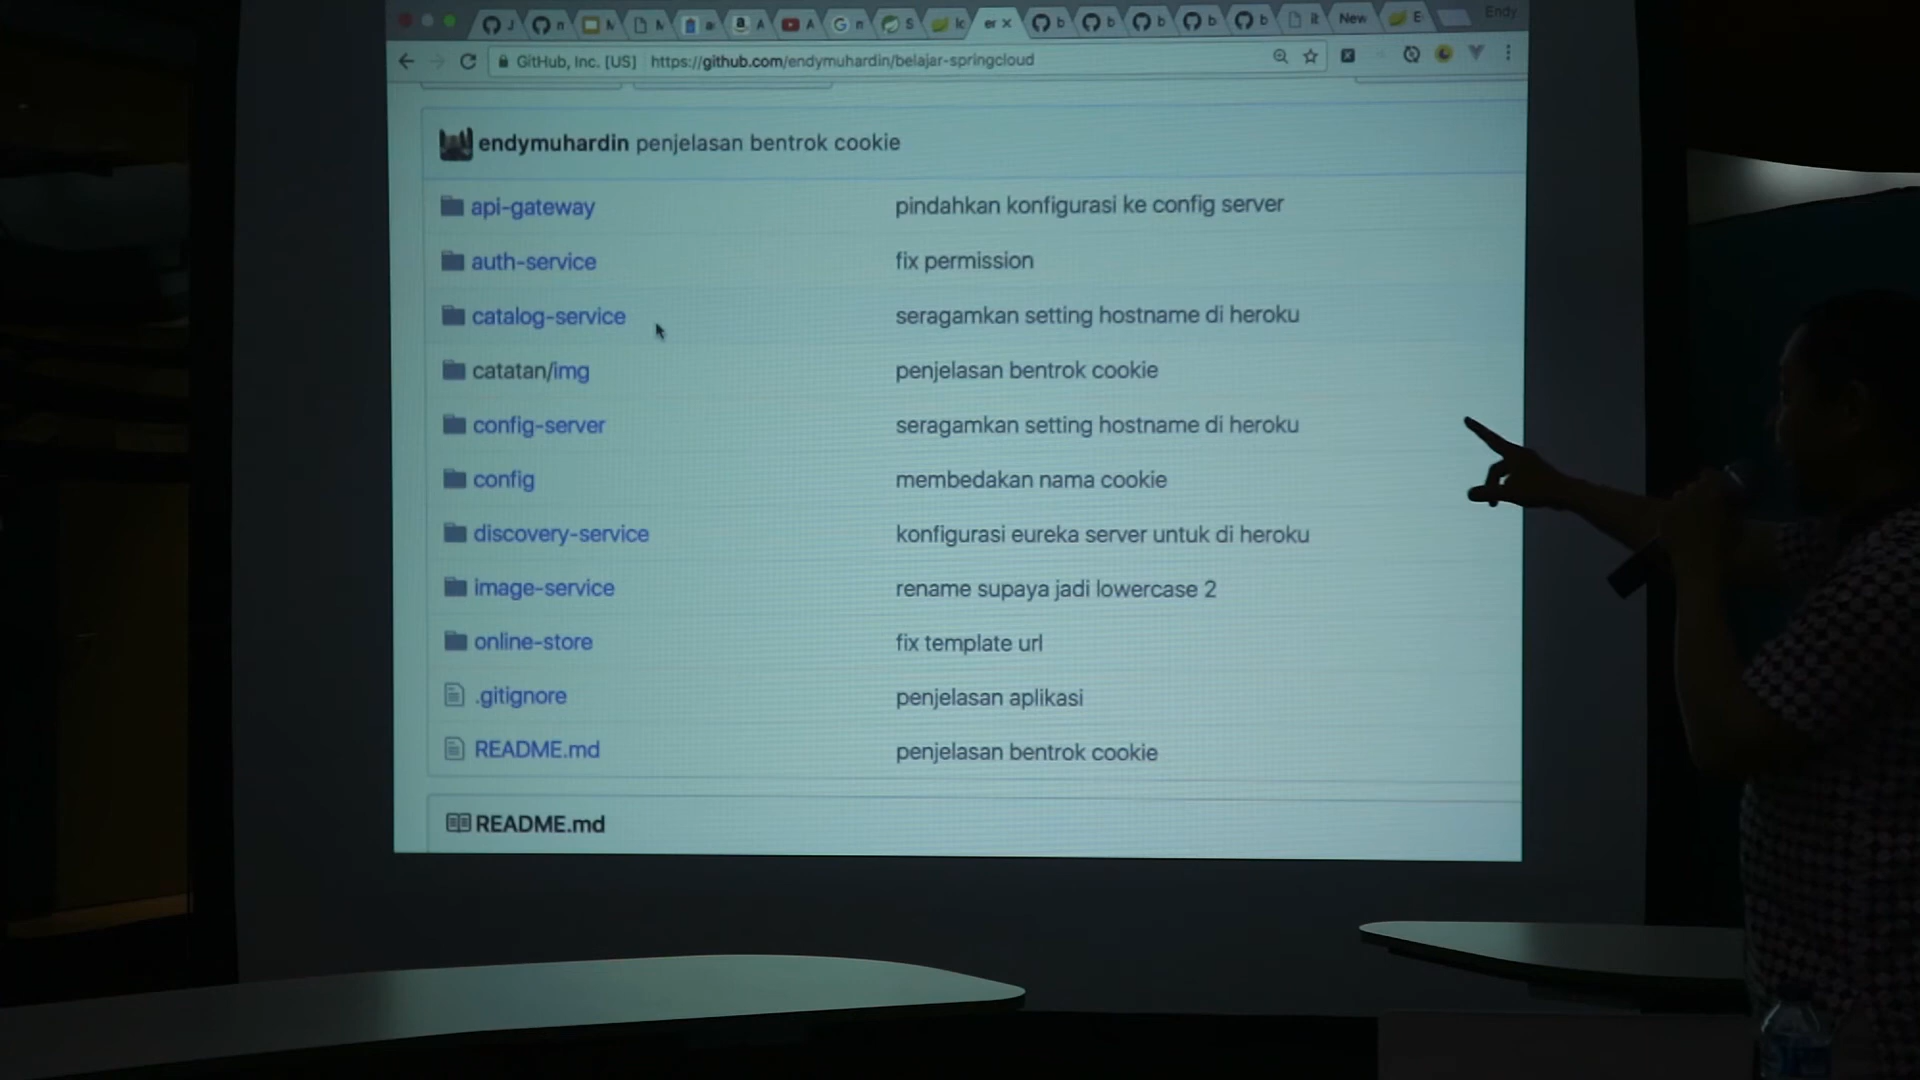 New
E
Endy
GitHub, Inc. [US] https://github.com/endymuhardin/belajar-springcloud
endymuhardin penjelasan bentrok cookie
api-gateway pindahkan konfigurasi ke config server
auth-service fix permission
catalog-service seragamkan setting hostname di heroku
catatan/img penjelasan bentrok cookie
config-server seragamkan setting hostname di heroku
config membedakan nama cookie
discovery-service konfigurasi eureka server untuk di heroku
image-service rename supaya jadi lowercase 2
online-store fix template url
.gitignore penjelasan aplikasi
README.md penjelasan bentrok cookie
README.md